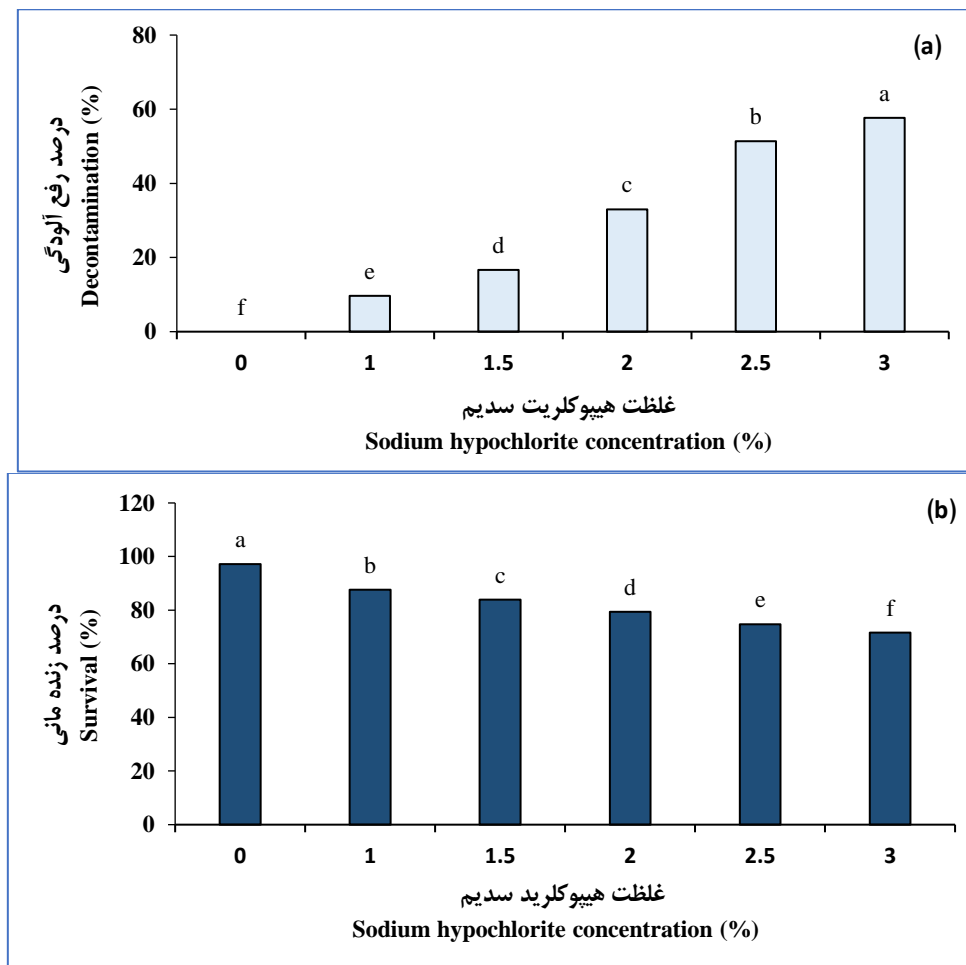 (a)
80
60
40
20
0
درصد رفع آلودگی
Decontamination (%)
f
e
d
c
b
a
0 1 1.5 2 2.5 3
غلظت هیپوکلریت سدیم
Sodium hypochlorite concentration (%)
(b)
120
100
80
60
40
20
0
درصد زنده مانی
Survival (%)
a
b
c
d
e
f
0 1 1.5 2 2.5 3
غلظت هیپوکلرید سدیم
Sodium hypochlorite concentration (%)